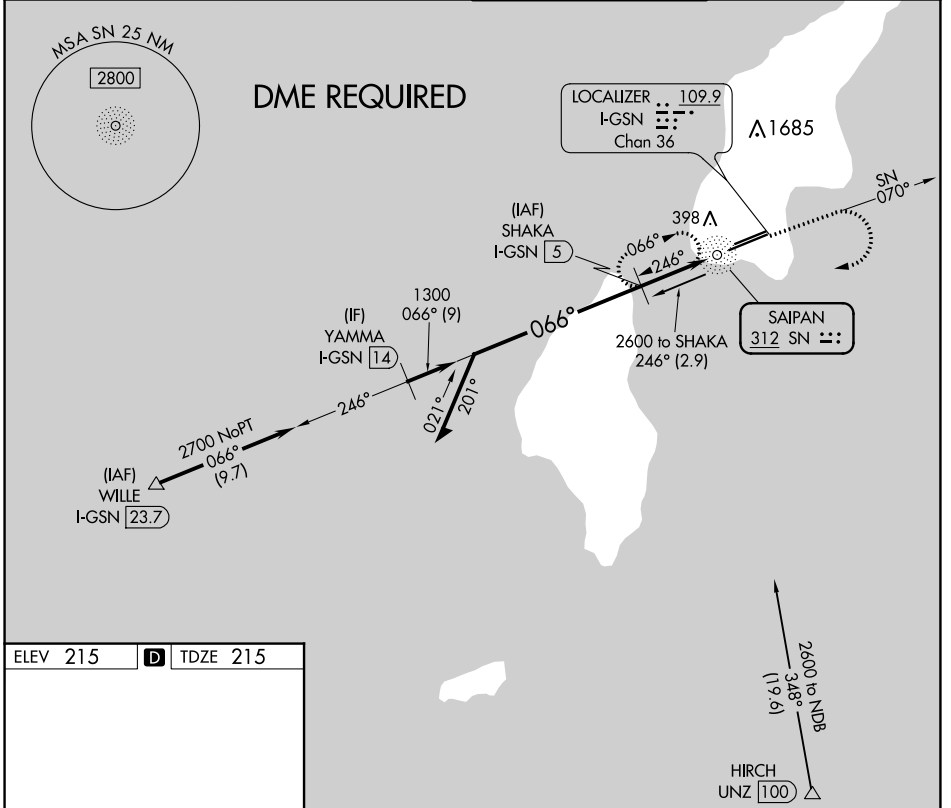 MSA SN 25 NM
2800
DME REQUIRED
LOCALIZER 109.9
I-GSN
Chan 36
1685
SN
070°
(IAF)
SHAKA
I-GSN 5
398
066°
246°
SAIPAN
312 SN
2600 to SHAKA
246° (2.9)
066°
1300
066° (9)
(IF)
YAMMA
I-GSN 14
246°
021°
201°
2700 NoPT
066°
(9.7)
(IAF)
WILLE
I-GSN 23.7
2600 to NDB
348°
(19.6)
HIRCH
UNZ 100
ELEV 215 D TDZE 215